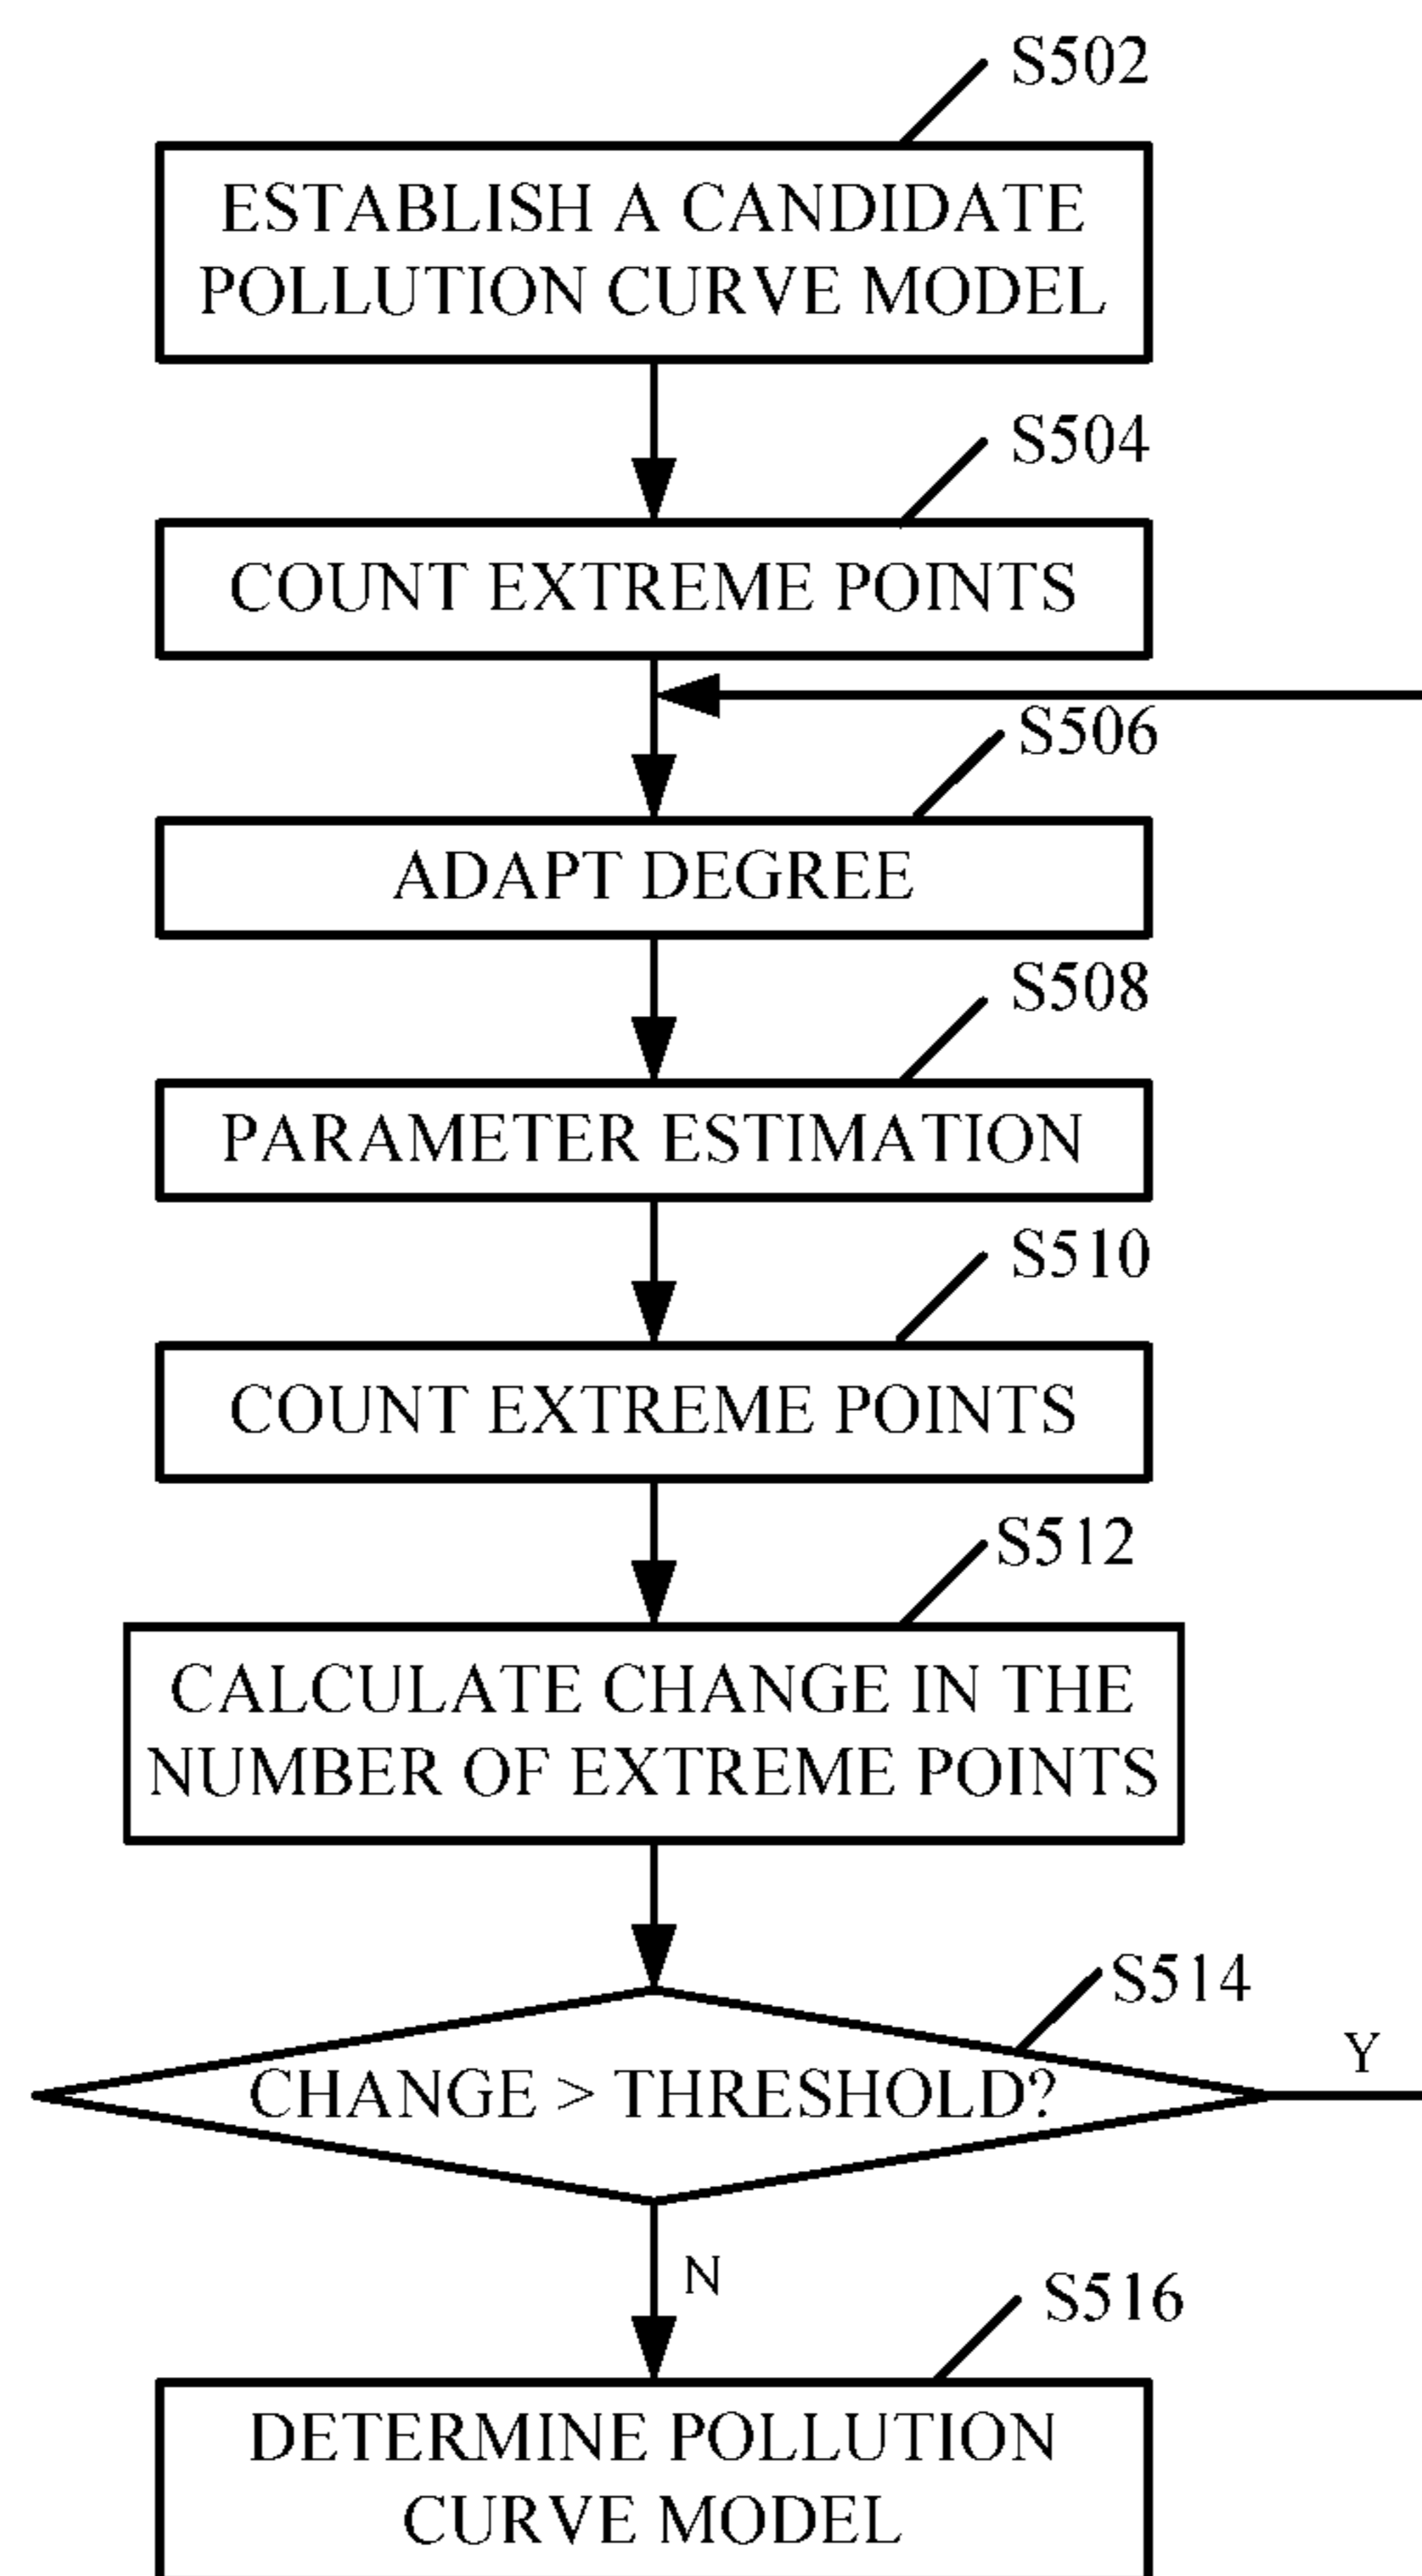 S502
ESTABLISH A CANDIDATE
POLLUTION CURVE MODEL
S504
COUNT EXTREME POINTS
S506
ADAPT DEGREE
S508
PARAMETER ESTIMATION
S510
COUNT EXTREME POINTS
S512
CALCULATE CHANGE IN THE
NUMBER OF EXTREME POINTS
S514
CHANGE > THRESHOLD?
Y
N
S516
DETERMINE POLLUTION
CURVE MODEL